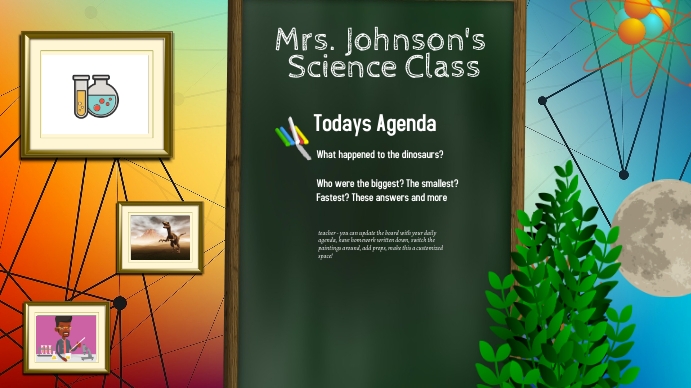 Mrs. Johnson's
Science Class
Todays Agenda
What happened to the dinosaurs?
Who were the biggest? The smallest?
Fastest? These answers and more
teacher - you can update the board with your daily
agenda, have homework written down, switch the
paintings around, add props, make this a customized
space!